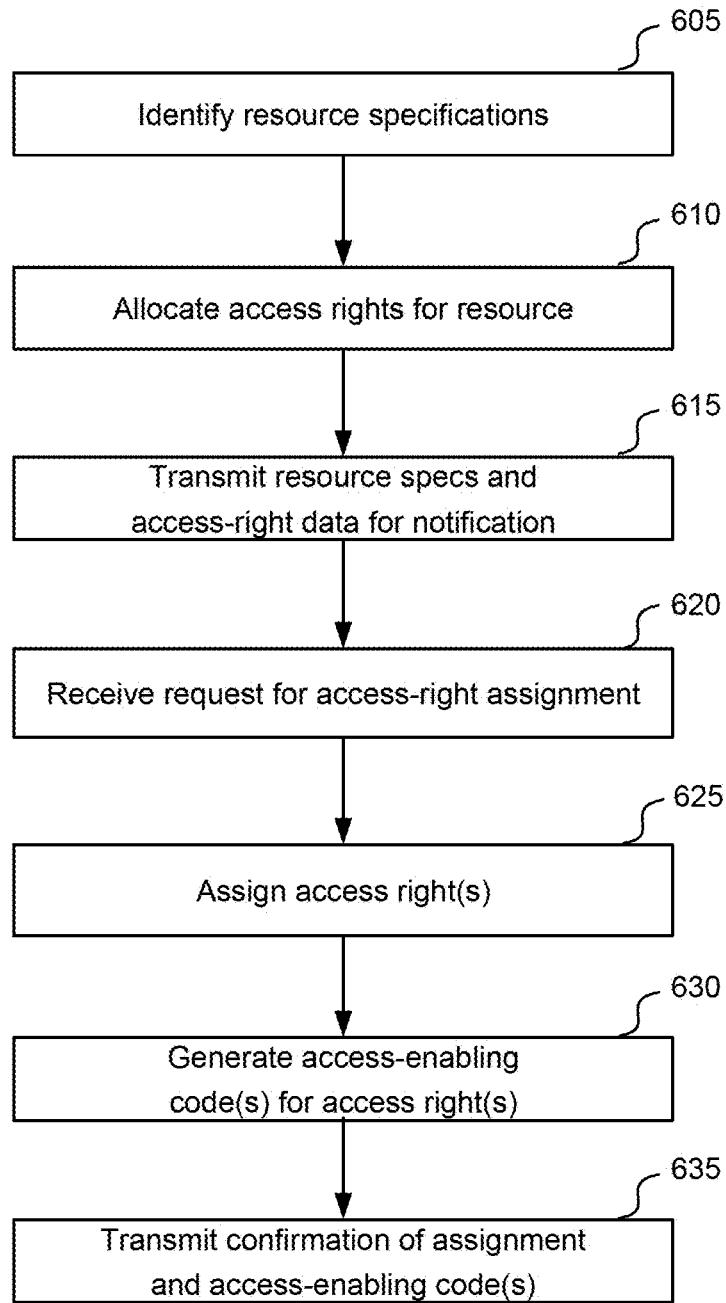 605
Identify resource specifications
610
Allocate access rights for resource
615
Transmit resource specs and
access-right data for notification
620
Receive request for access-right assignment
625
Assign access right(s)
630
Generate access-enabling
code(s) for access right(s)
635
Transmit confirmation of assignment
and access-enabling code(s)